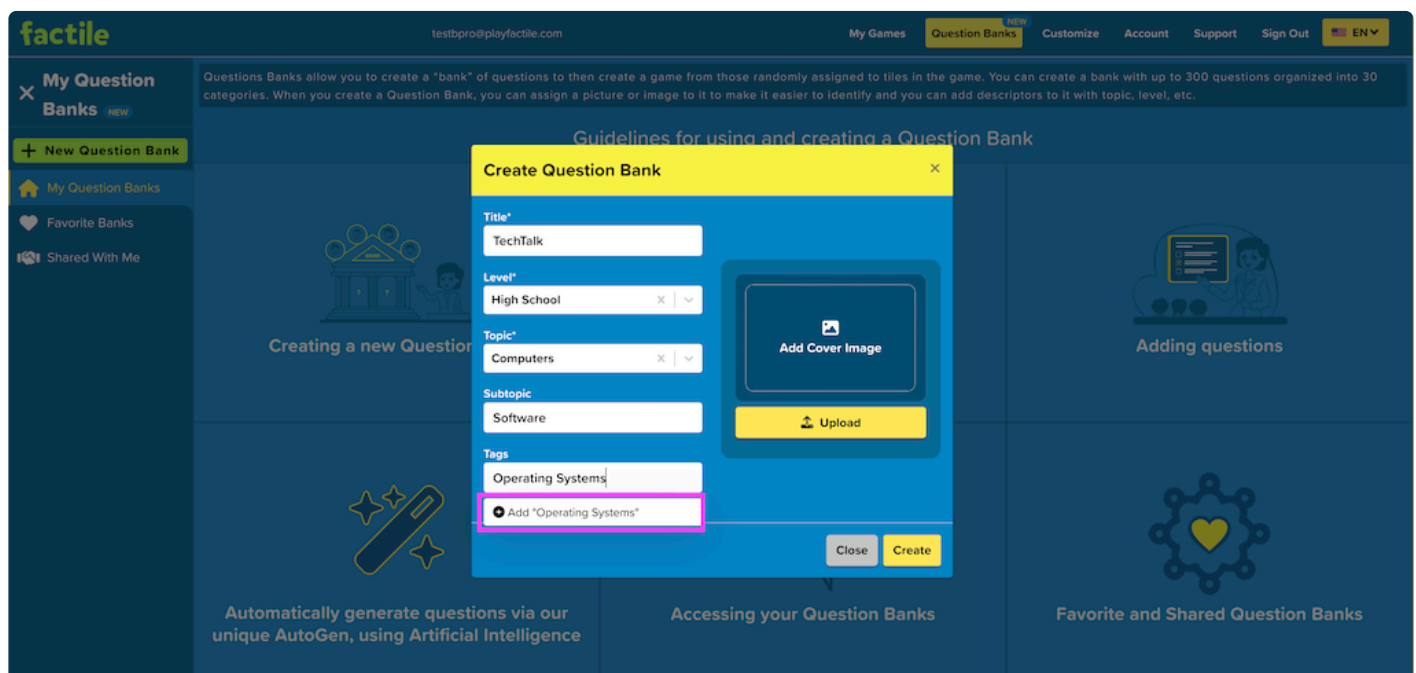 factile
testbpro@playfactile.com
My Games
NEW
Question Banks
Customize
Account
Support
Sign Out
EN
My Question
Banks NEW
Questions Banks allow you to create a "bank" of questions to then create a game from those randomly assigned to tiles in the game. You can create a bank with up to 300 questions organized into 30
categories. When you create a Question Bank, you can assign a picture or image to it to make it easier to identify and you can add descriptors to it with topic, level, etc.
+ New Question Bank
My Question Banks
Favorite Banks
Shared With Me
Guidelines for using and creating a Question Bank
Create Question Bank
×
Title*
TechTalk
Level*
High School
Topic*
Computers
Subtopic
Software
Tags
Operating Systems
Add "Operating Systems"
Add Cover Image
Upload
Close
Create
Creating a new Question
Adding questions
Automatically generate questions via our
unique AutoGen, using Artificial Intelligence
Accessing your Question Banks
Favorite and Shared Question Banks